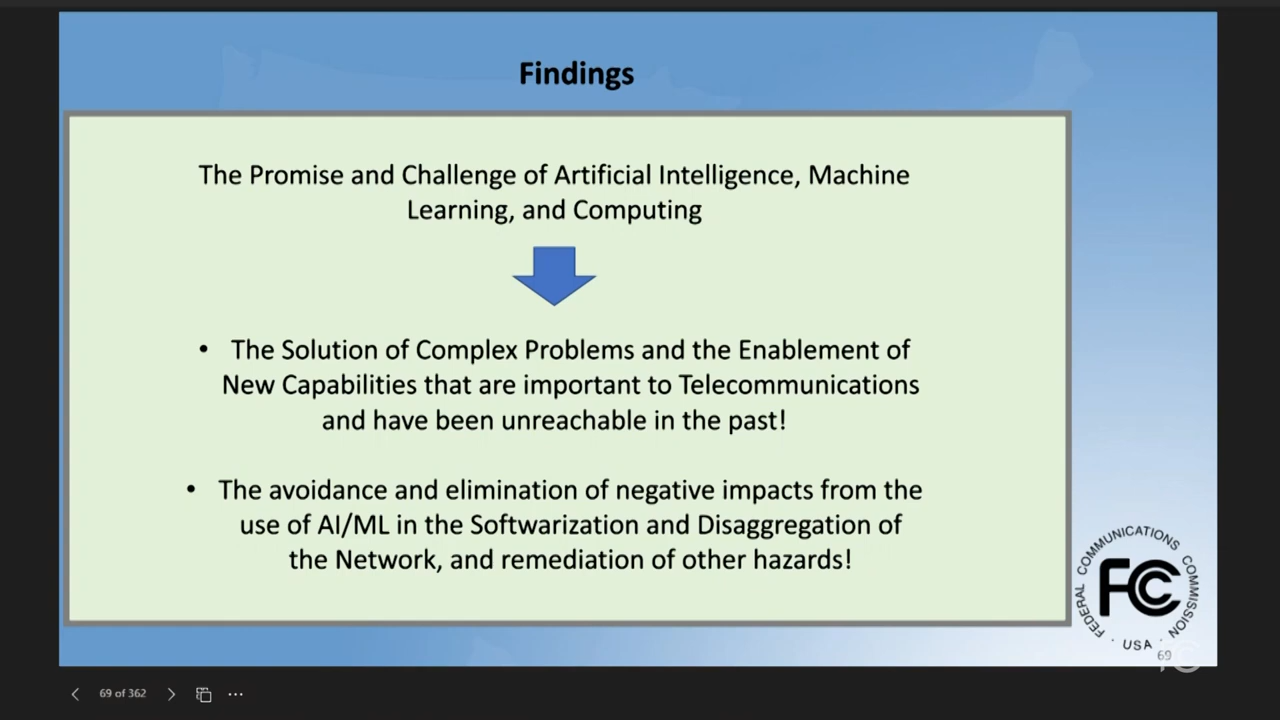 Findings
The Promise and Challenge of Artificial Intelligence, Machine
Learning, and Computing
• The Solution of Complex Problems and the Enablement of
New Capabilities that are important to Telecommunications
and have been unreachable in the past!
• The avoidance and elimination of negative impacts from the
use of AI/ML in the Softwarization and Disaggregation of
the Network, and remediation of other hazards!
FEDERAL COMMUNICATIONS COMMISSION
FCC
· USA ·
69
69 of 362